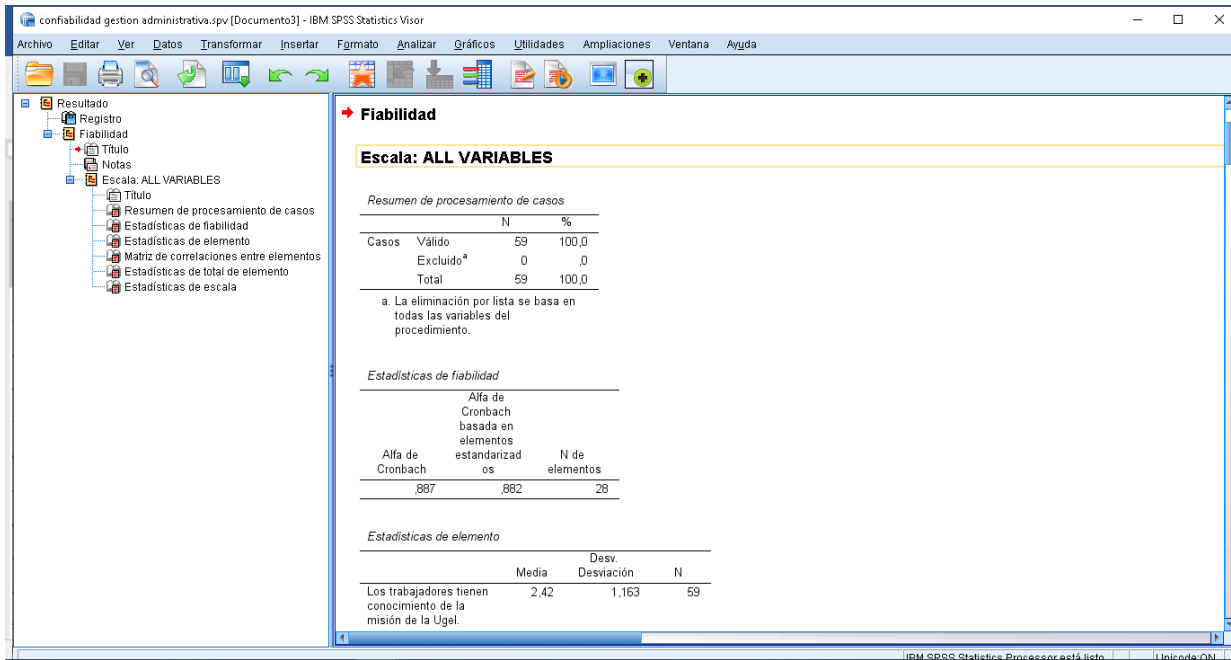 confiabilidad gestion administrativa.spv [Documento3] - IBM SPSS Statistics Visor
Archivo Editar Ver Datos Transformar Insertar Formato Analizar Gráficos Utilidades Ampliaciones Ventana Ayuda
Resultado
Registro
Fiabilidad
Título
Notas
Escala: ALL VARIABLES
Título
Resumen de procesamiento de casos
Estadísticas de fiabilidad
Estadísticas de elemento
Matriz de correlaciones entre elementos
Estadísticas de total de elemento
Estadísticas de escala
Fiabilidad
Escala: ALL VARIABLES
Resumen de procesamiento de casos
N %
Casos Válido 59 100,0
Excluidoª 0 ,0
Total 59 100,0
a. La eliminación por lista se basa en
todas las variables del
procedimiento.
Estadísticas de fiabilidad
Alfa de
Cronbach
basada en
elementos
Alfa de estandarizad N de
Cronbach os elementos
,887 ,882 28
Estadísticas de elemento
Desv.
Media Desviación N
Los trabajadores tienen 2,42 1,163 59
conocimiento de la
misión de la Ugel.
IBM SPSS Statistics Processor está listo Unicode:ON